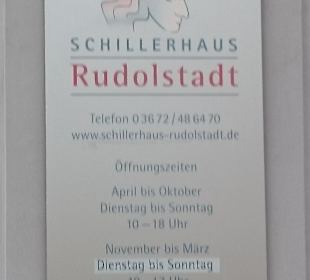 SCHILLERHAUS
Rudolstadt
Telefon 0 36 72 / 48 64 70
www.schillerhaus-rudolstadt.de
Öffnungszeiten
April bis Oktober
Dienstag bis Sonntag
10 – 18 Uhr
November bis März
Dienstag bis Sonntag